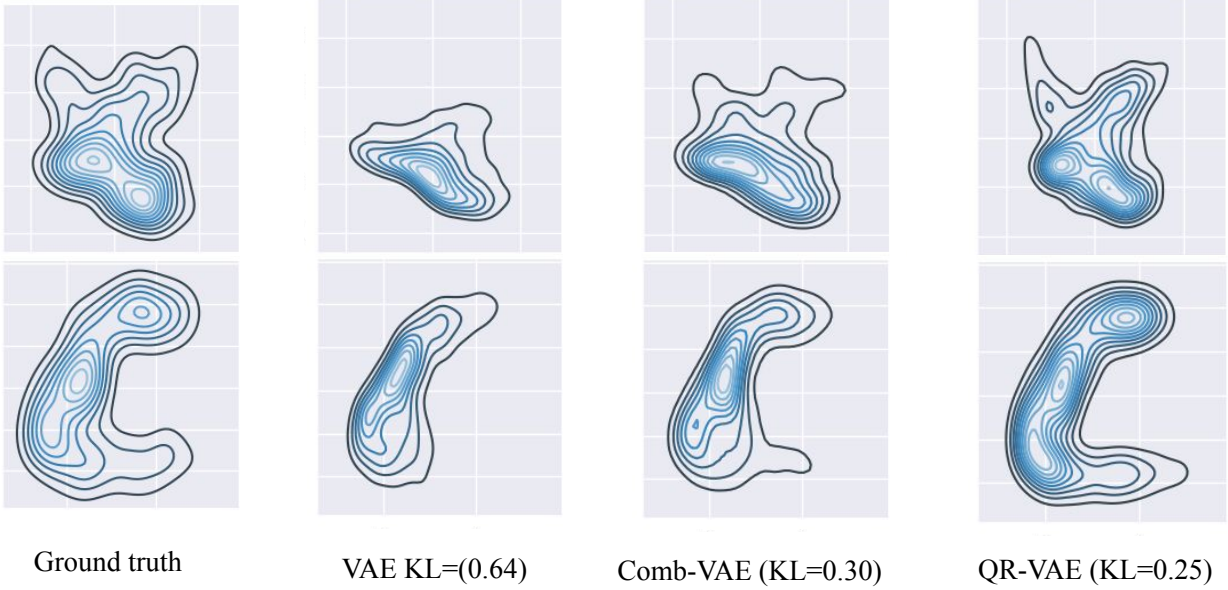 Ground truth
VAE KL=(0.64)
Comb-VAE (KL=0.30)
QR-VAE (KL=0.25)